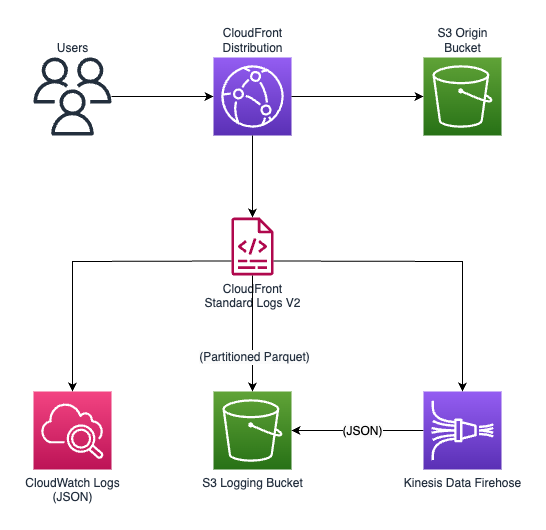 Users
CloudFront
Distribution
S3 Origin
Bucket
</>
CloudFront
Standard Logs V2
(Partitioned Parquet)
(JSON)
CloudWatch Logs
(JSON)
S3 Logging Bucket
Kinesis Data Firehose